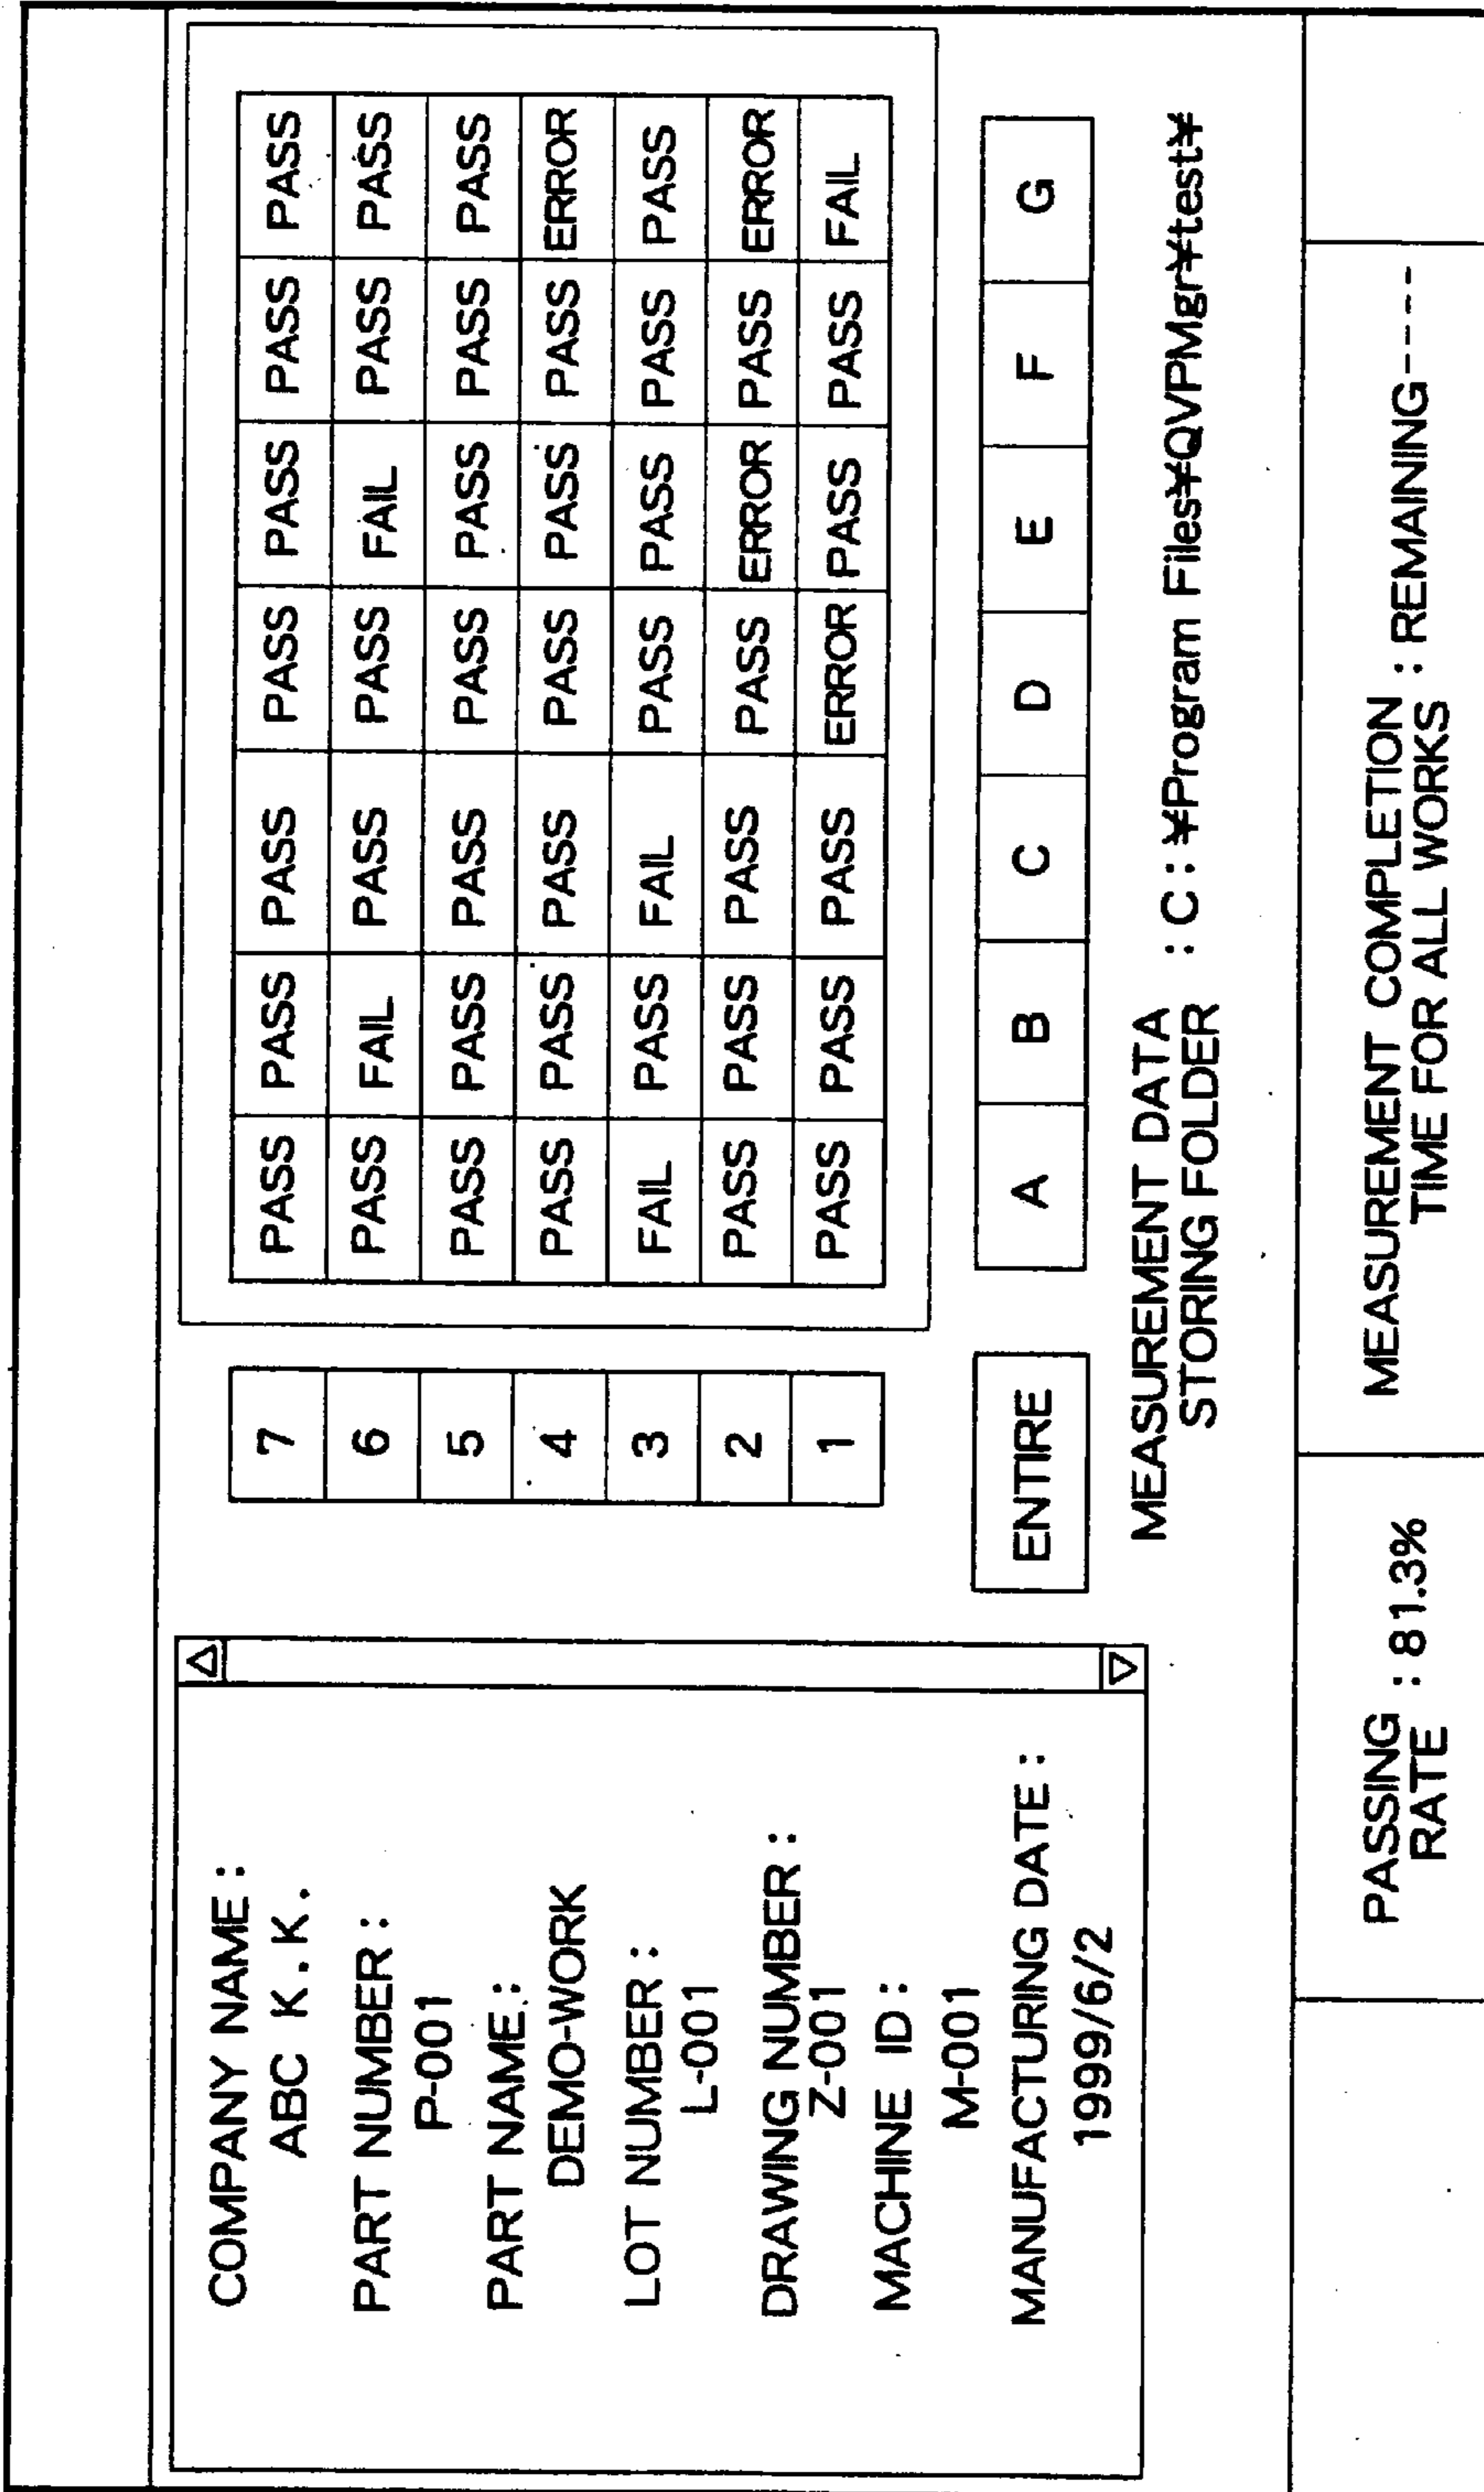 COMPANY NAME :
ABC K.K.
PART NUMBER :
P-001
PART NAME :
DEMO-WORK
LOT NUMBER :
L-001
DRAWING NUMBER :
Z-001
MACHINE ID :
M-001
MANUFACTURING DATE :
1999/6/2
7 PASS PASS PASS PASS PASS PASS PASS
6 PASS FAIL PASS PASS FAIL PASS PASS
5 PASS PASS PASS PASS PASS PASS PASS
4 PASS PASS PASS PASS PASS PASS ERROR
3 FAIL PASS FAIL PASS PASS PASS PASS
2 PASS PASS PASS PASS ERROR PASS ERROR
1 PASS PASS PASS ERROR PASS PASS FAIL
ENTIRE A B C D E F G
MEASUREMENT DATA
STORING FOLDER : C : ¥Program Files¥QVPMgr¥test¥
PASSING
RATE : 81.3%
MEASUREMENT COMPLETION
TIME FOR ALL WORKS : REMAINING----